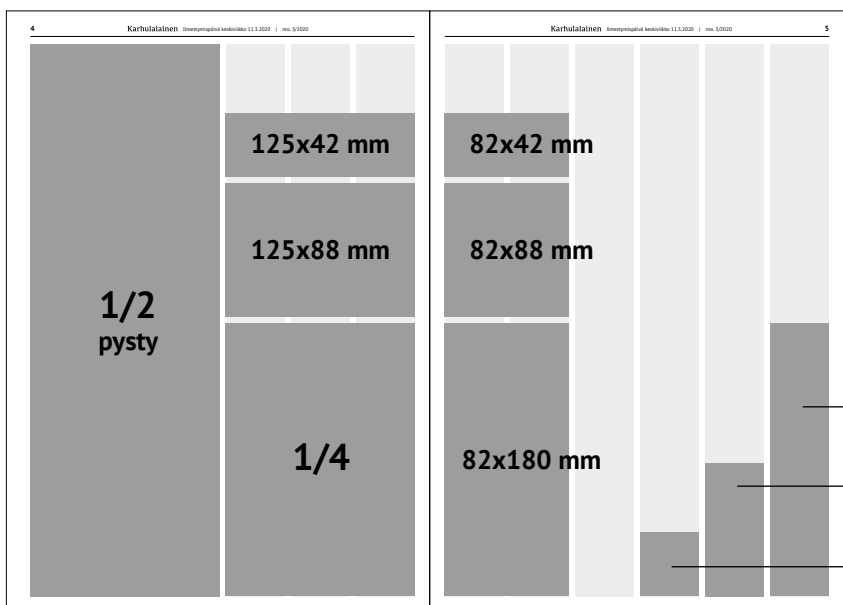 4 Karhulalainen Ilmestymispäivä keskiviikko 11.3.2020 | nro. 5/2020
1/2
pysty
125x42 mm
125x88 mm
1/4
Karhulalainen Ilmestymispäivä keskiviikko 11.3.2020 | nro. 5/2020 5
82x42 mm
82x88 mm
82x180 mm